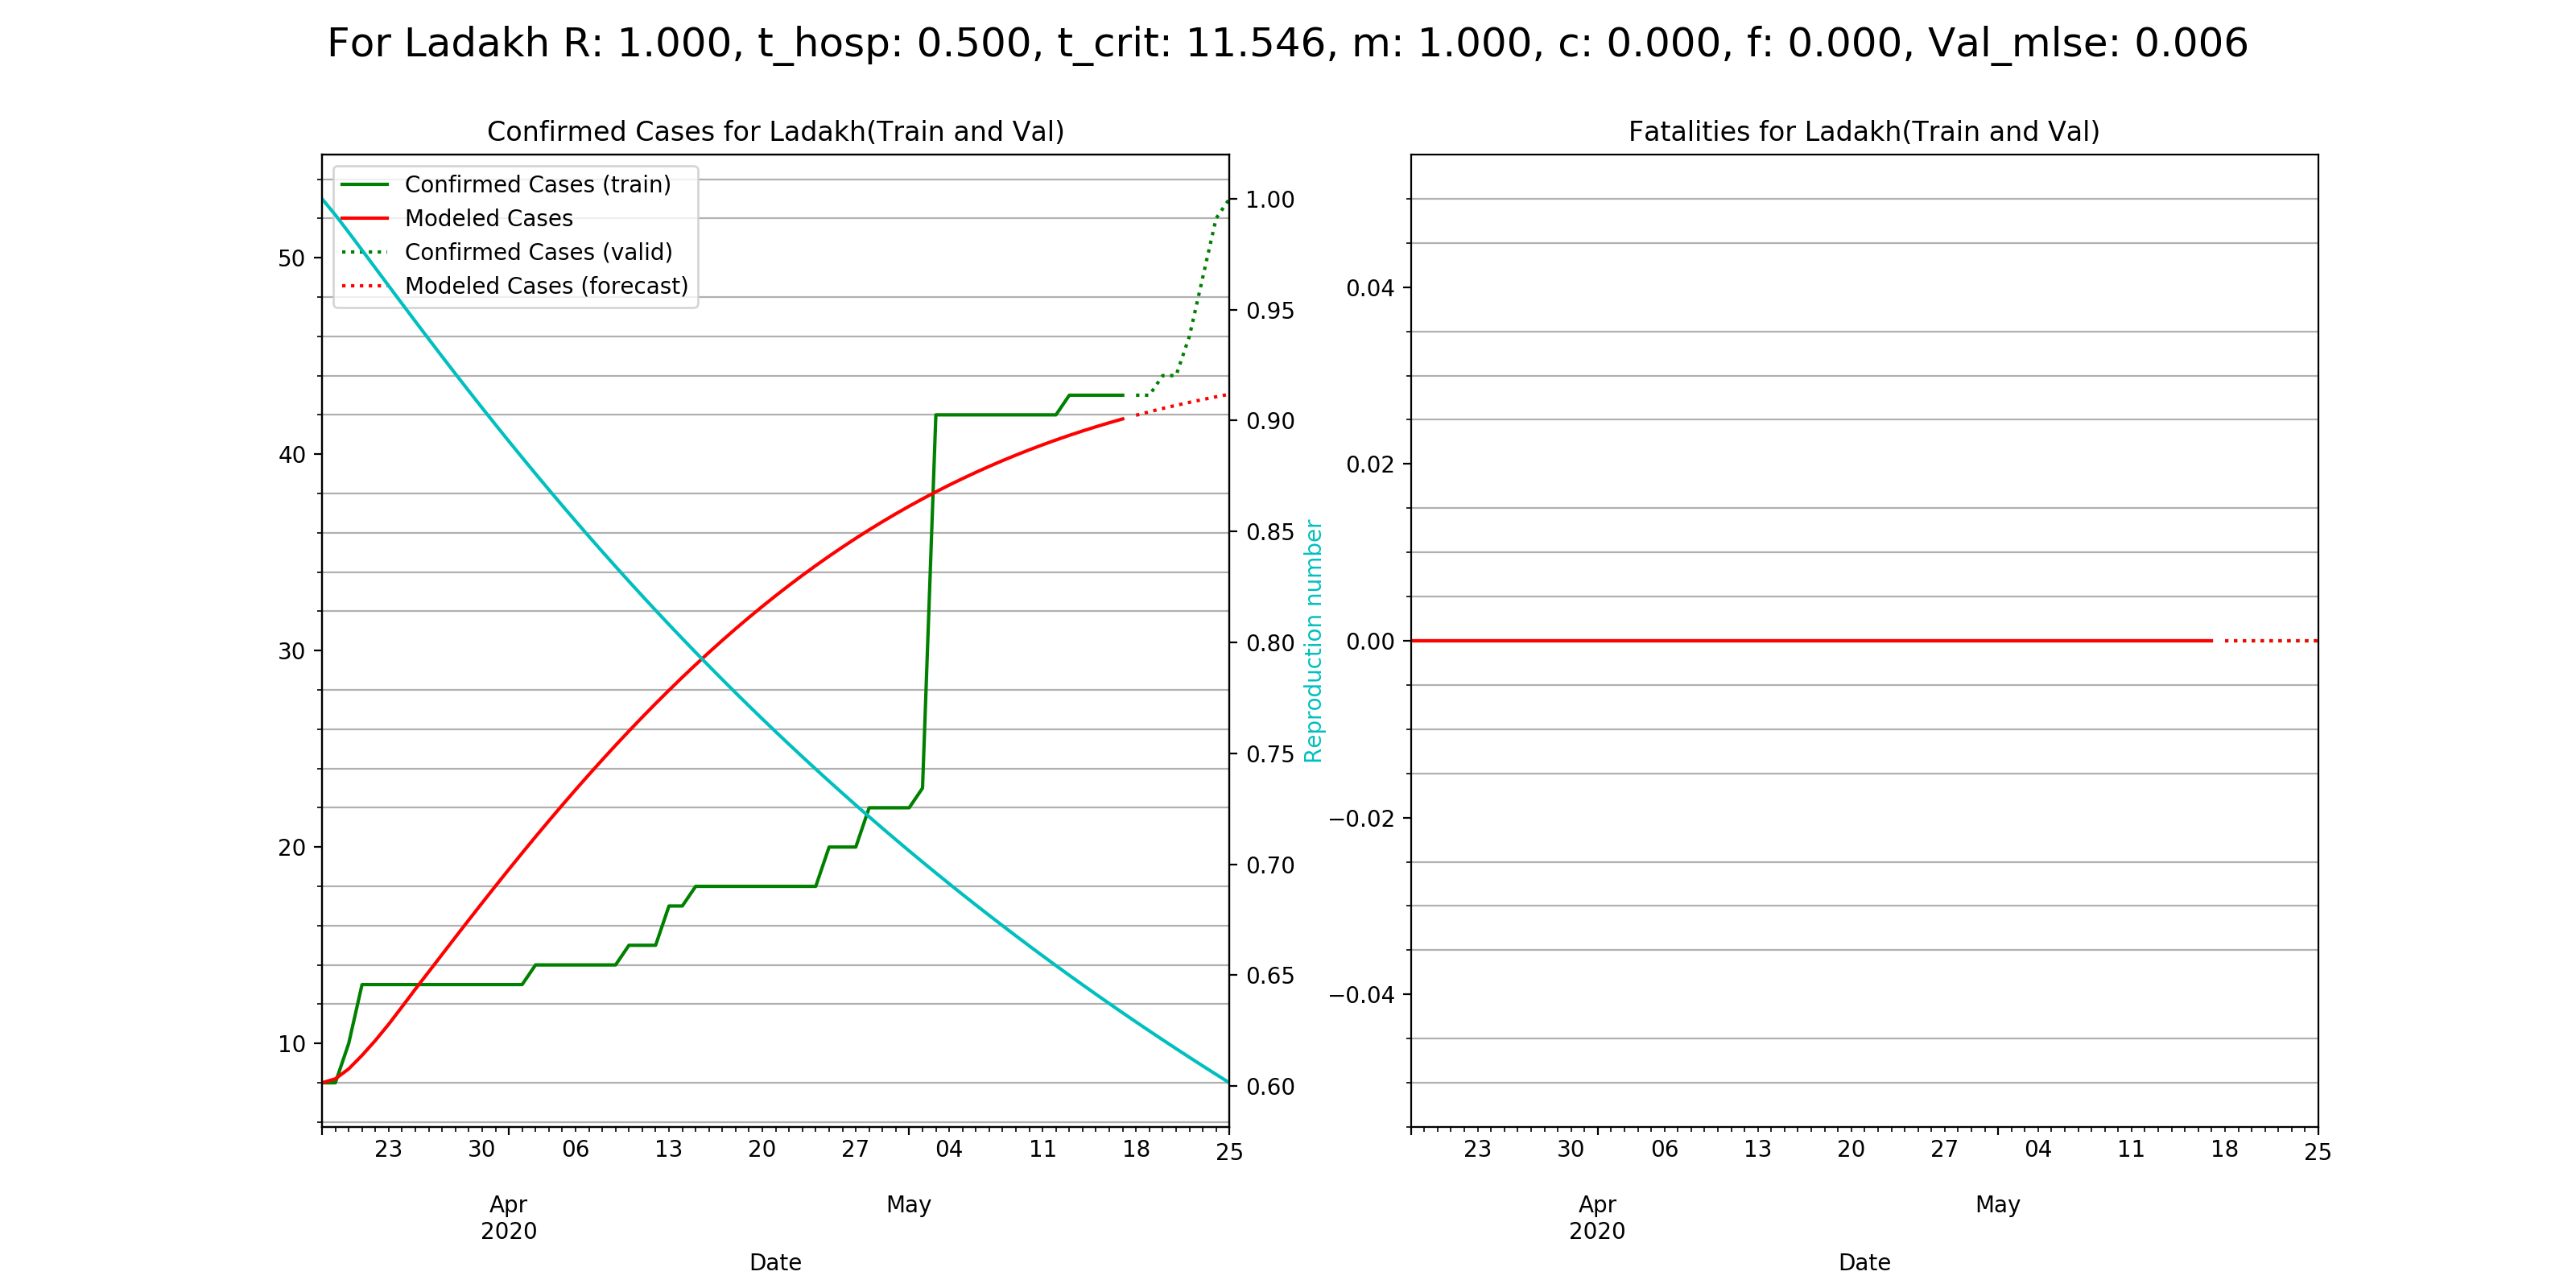 For Ladakh R: 1.000, t_hosp: 0.500, t_crit: 11.546, m: 1.000, c: 0.000, f: 0.000, Val_mlse: 0.006
Confirmed Cases for Ladakh(Train and Val)
Confirmed Cases (train)
Modeled Cases
Confirmed Cases (valid)
Modeled Cases (forecast)
50
40
30
20
10
1.00
0.95
0.90
0.85
0.80
0.75
0.70
0.65
0.60
Reproduction number
23 30 06 13 20 27 04 11 18 25
Apr May
2020
Date
Fatalities for Ladakh(Train and Val)
0.04
0.02
0.00
−0.02
−0.04
23 30 06 13 20 27 04 11 18 25
Apr May
2020
Date